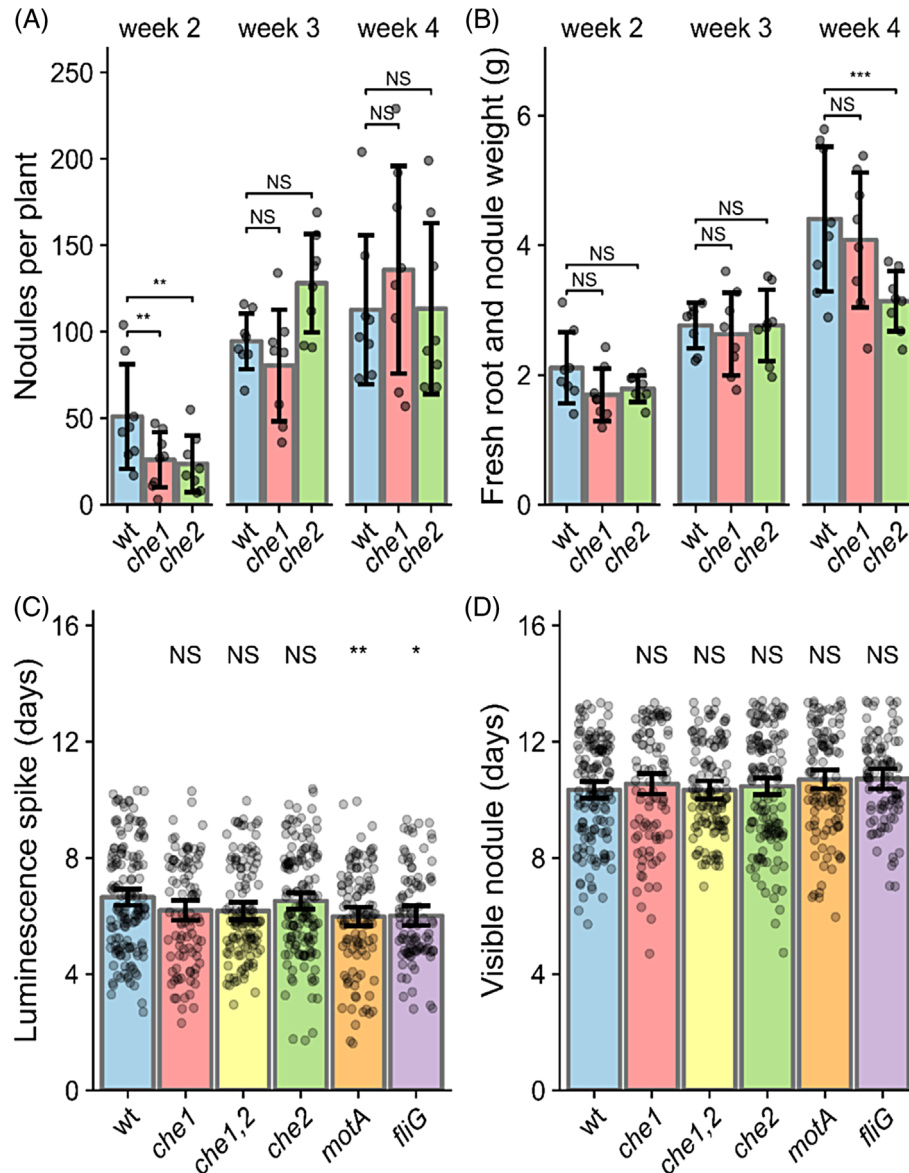 (A)
week 2 week 3 week 4
Nodules per plant
250
200
150
100
50
0
** **
NS NS
NS NS
wt che1 che2 wt che1 che2 wt che1 che2
(B)
week 2 week 3 week 4
Fresh root and nodule weight (g)
6
4
2
0
NS NS
NS NS
*** NS
wt che1 che2 wt che1 che2 wt che1 che2
(C)
Luminescence spike (days)
16
12
8
4
0
NS NS NS ** *
wt che1 che1,2 che2 motA fliG
(D)
Visible nodule (days)
16
12
8
4
0
NS NS NS NS NS
wt che1 che1,2 che2 motA fliG